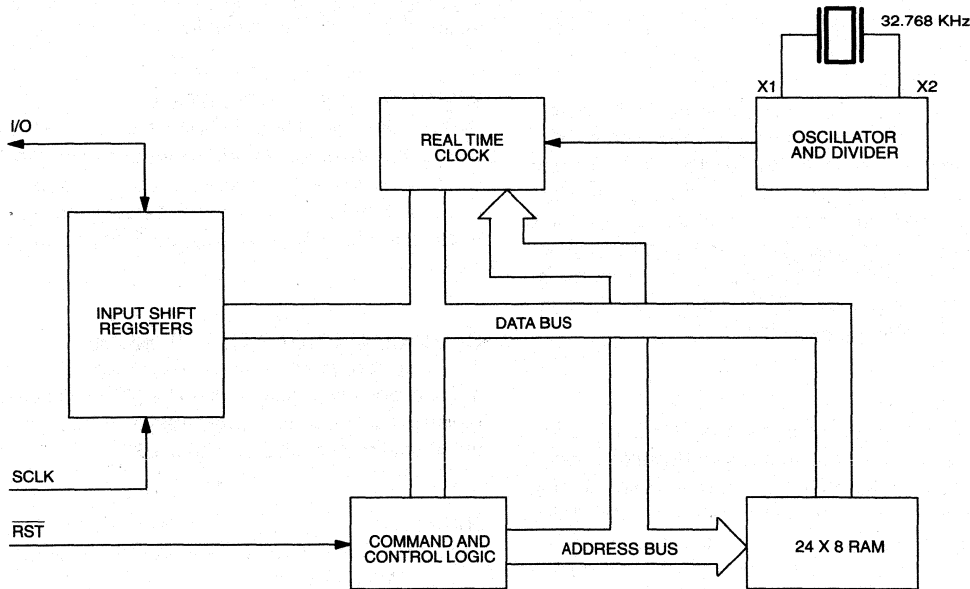 32.768 KHz
X1
X2
I/O
REAL TIME
CLOCK
OSCILLATOR
AND DIVIDER
INPUT SHIFT
REGISTERS
DATA BUS
SCLK
RST
COMMAND AND
CONTROL LOGIC
ADDRESS BUS
24 X 8 RAM